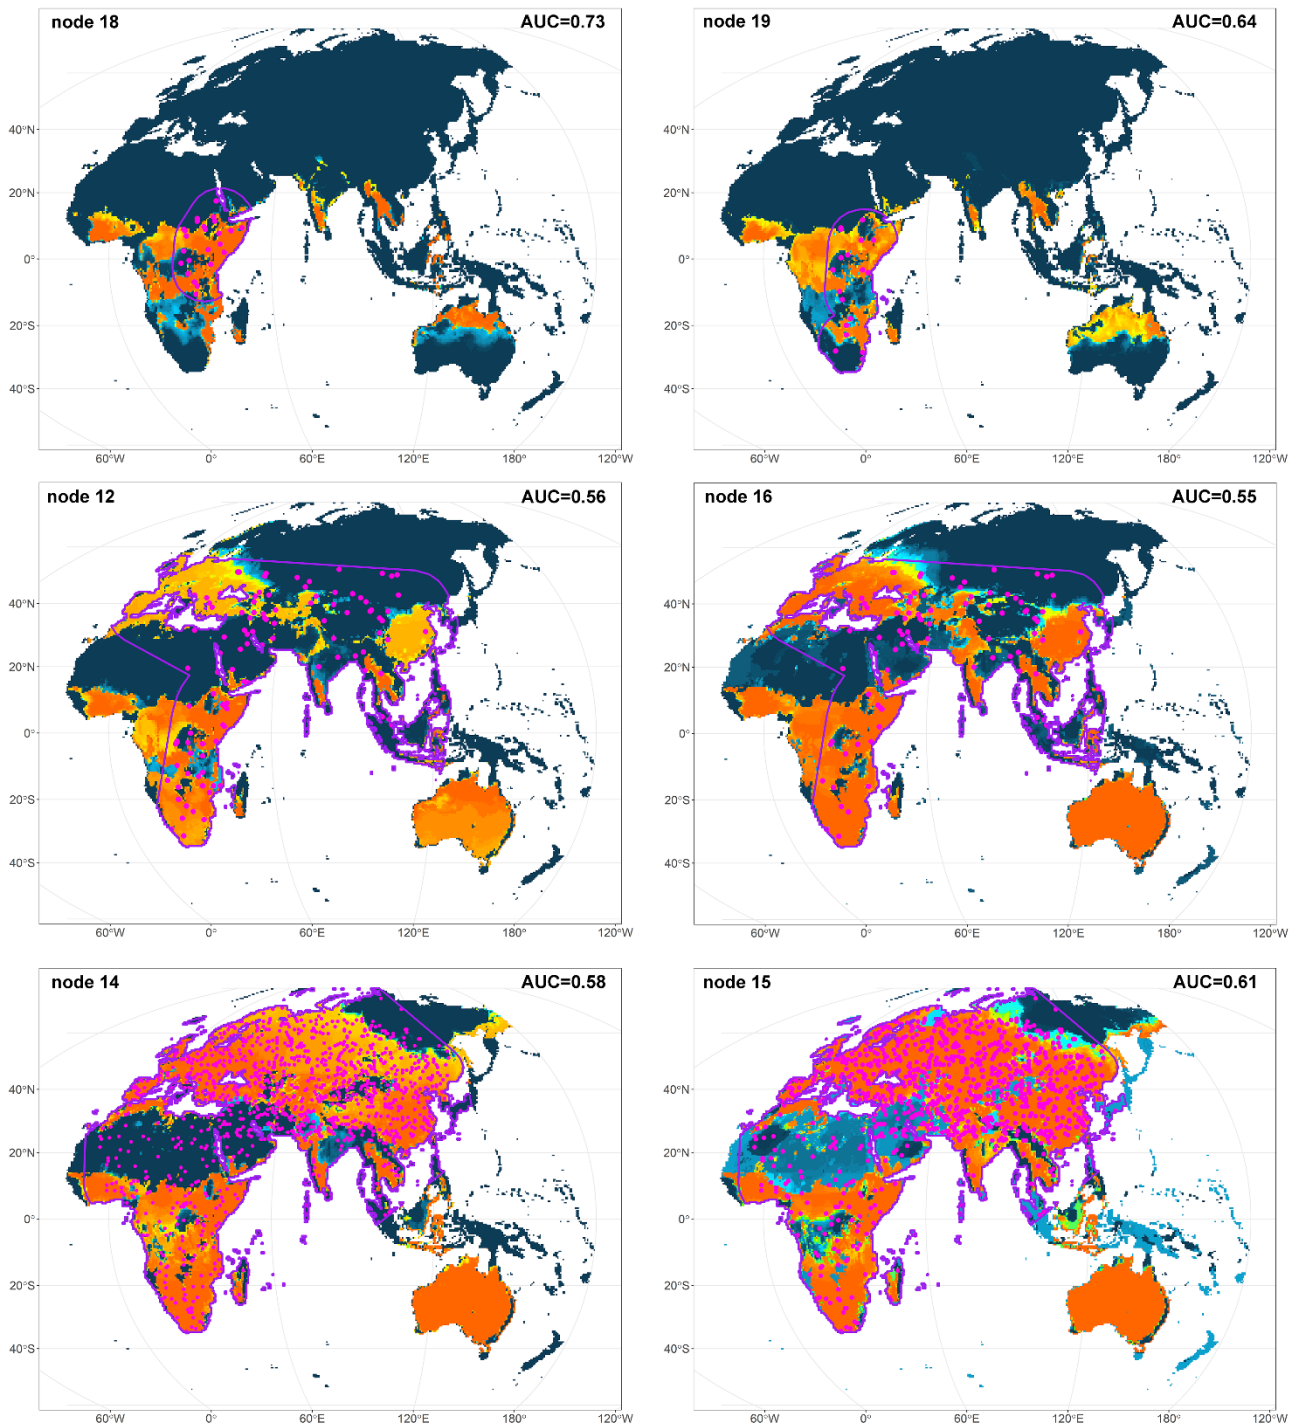 node 18 AUC=0.73
40°N
20°N
0°
20°S
40°S
60°W 0° 60°E 120°E 180° 120°W
node 19 AUC=0.64
40°N
20°N
0°
20°S
40°S
60°W 0° 60°E 120°E 180° 120°W
node 12 AUC=0.56
40°N
20°N
0°
20°S
40°S
60°W 0° 60°E 120°E 180° 120°W
node 16 AUC=0.55
40°N
20°N
0°
20°S
40°S
60°W 0° 60°E 120°E 180° 120°W
node 14 AUC=0.58
40°N
20°N
0°
20°S
40°S
60°W 0° 60°E 120°E 180° 120°W
node 15 AUC=0.61
40°N
20°N
0°
20°S
40°S
60°W 0° 60°E 120°E 180° 120°W